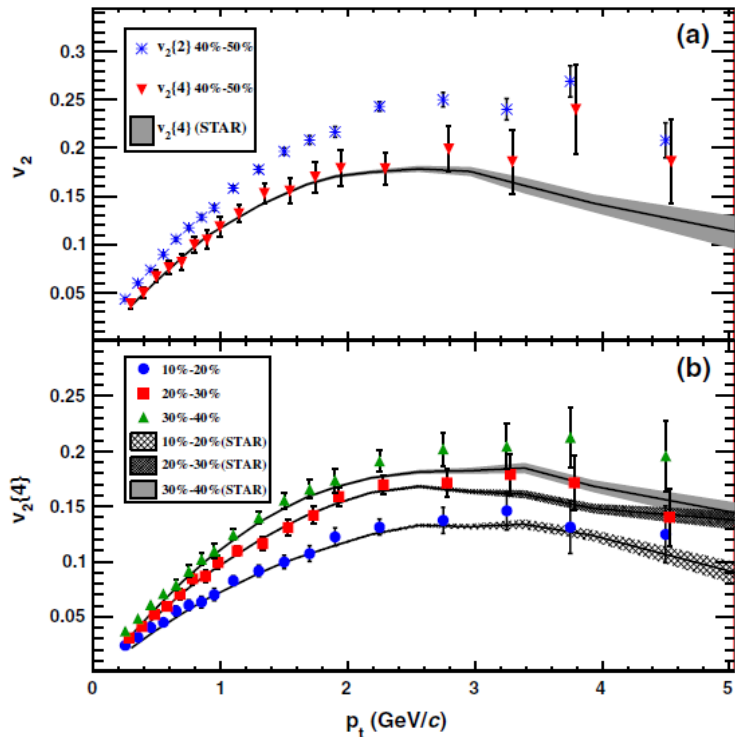 (a)
v₂{2} 40%-50%
v₂{4} 40%-50%
v₂{4} (STAR)
v₂
0.3
0.25
0.2
0.15
0.1
0.05
(b)
10%-20%
20%-30%
30%-40%
10%-20%(STAR)
20%-30%(STAR)
30%-40%(STAR)
v₂{4}
0.25
0.2
0.15
0.1
0.05
0 1 2 3 4 5
pₜ (GeV/c)